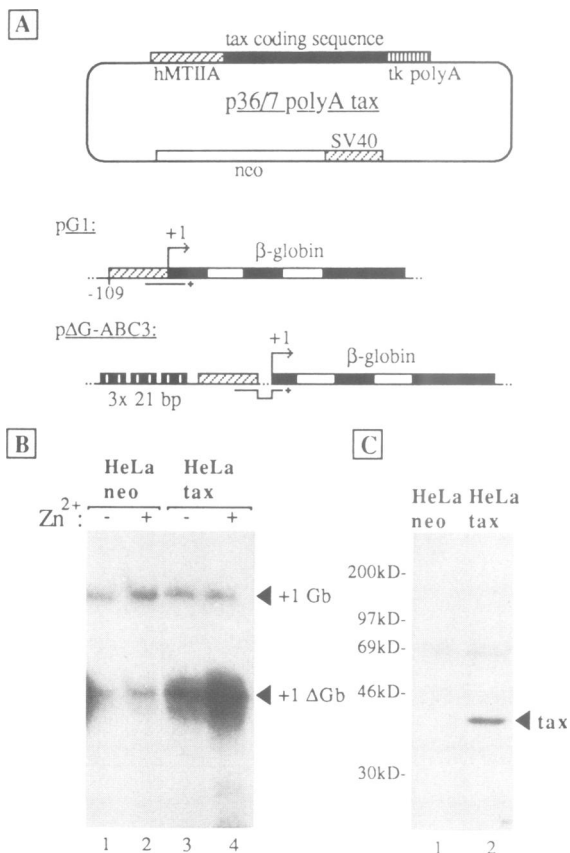 A
tax coding sequence
hMTIIA
tk polyA
p36/7 polyA tax
SV40
neo
pG1:
+1
β-globin
-109
pΔG-ABC3:
+1
β-globin
3x 21 bp
B
HeLa HeLa
neo tax
Zn2+: - + - +
+1 Gb
+1 ΔGb
1 2 3 4
C
HeLa HeLa
neo tax
200kD-
97kD-
69kD-
46kD-
tax
30kD-
1 2